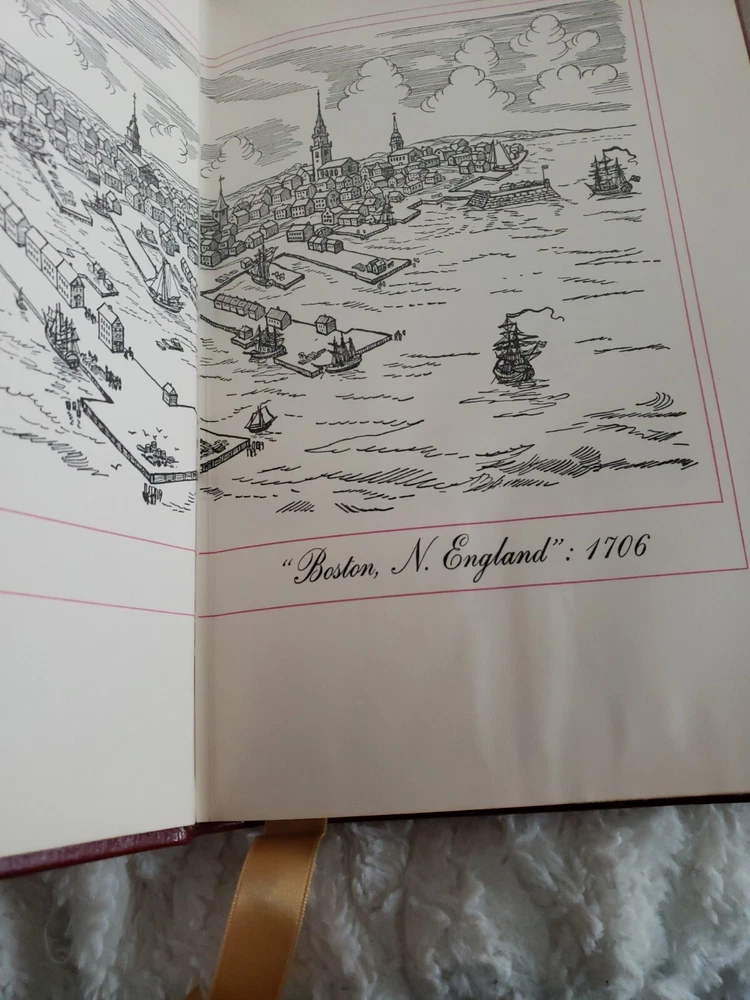 “Boston, N. England”: 1706